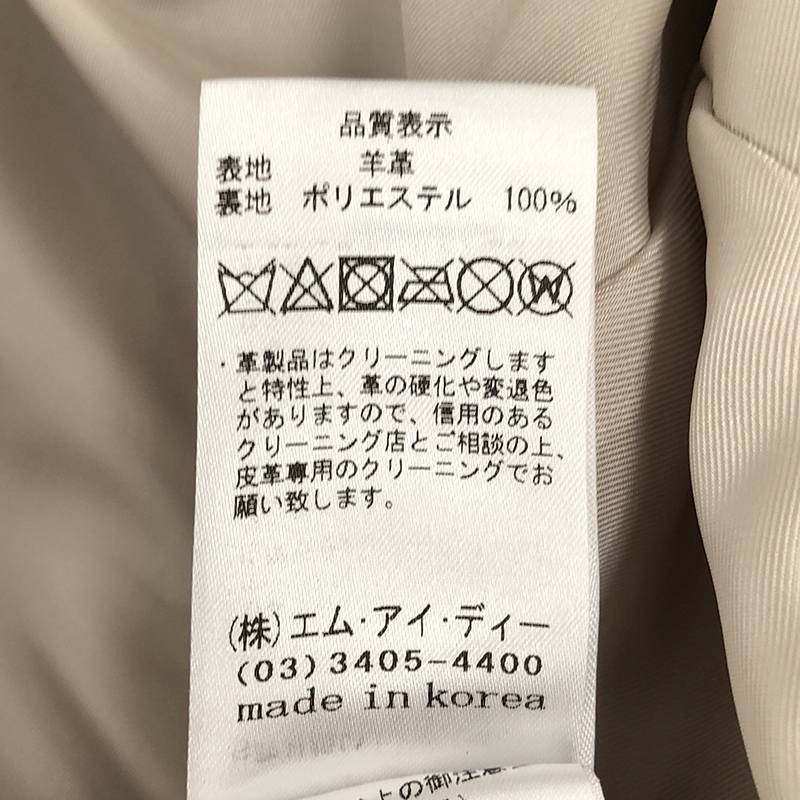 品質表示
表地 羊革
裏地 ポリエステル 100%
W
・革製品はクリーニングします
と特性上、革の硬化や変退色
がありますので、信用のある
クリーニング店とご相談の上、
皮革専用のクリーニングでお
願い致します。
(株)エム・アイ・ディー
(03)3405-4400
made in korea
上の御注意